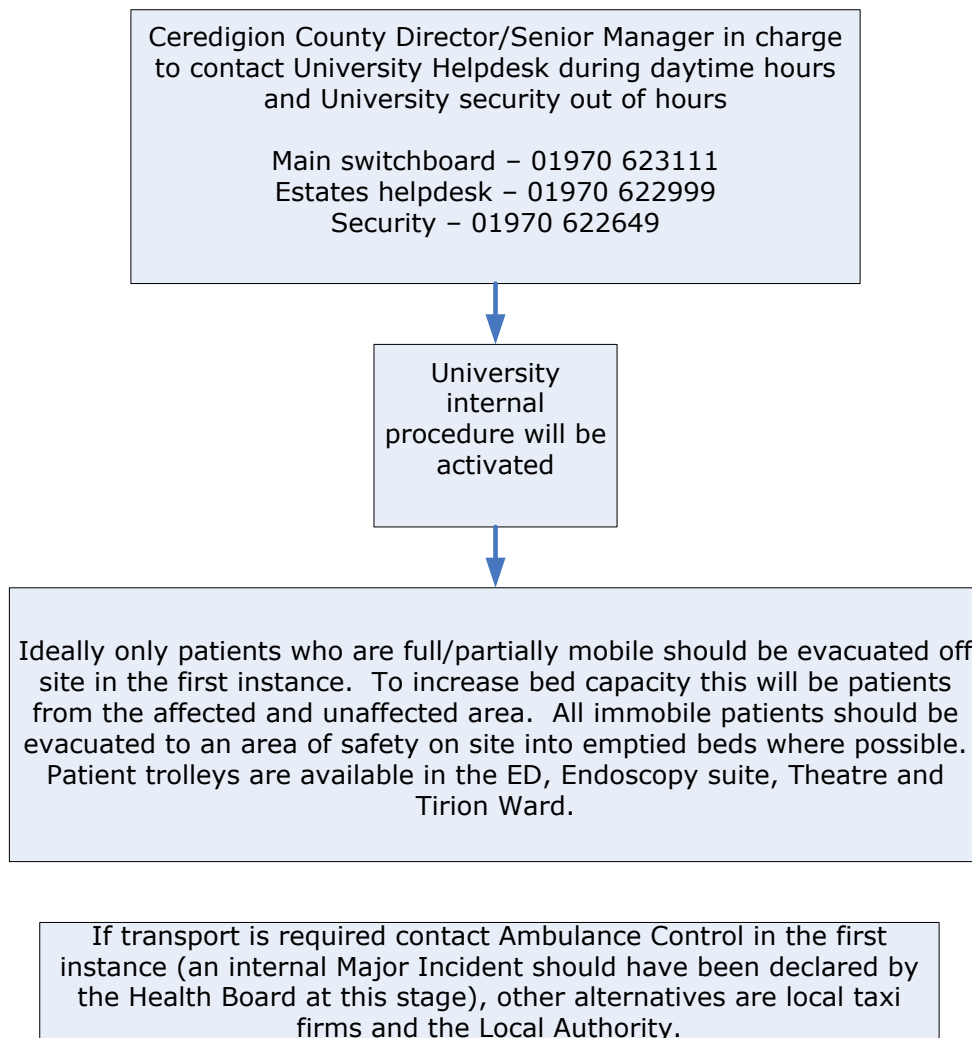 Ceredigion County Director/Senior Manager in charge
to contact University Helpdesk during daytime hours
and University security out of hours
Main switchboard – 01970 623111
Estates helpdesk – 01970 622999
Security – 01970 622649
University
internal
procedure will be
activated
Ideally only patients who are full/partially mobile should be evacuated off
site in the first instance.  To increase bed capacity this will be patients
from the affected and unaffected area.  All immobile patients should be
evacuated to an area of safety on site into emptied beds where possible.
Patient trolleys are available in the ED, Endoscopy suite, Theatre and
Tirion Ward.
If transport is required contact Ambulance Control in the first
instance (an internal Major Incident should have been declared by
the Health Board at this stage), other alternatives are local taxi
firms and the Local Authority.